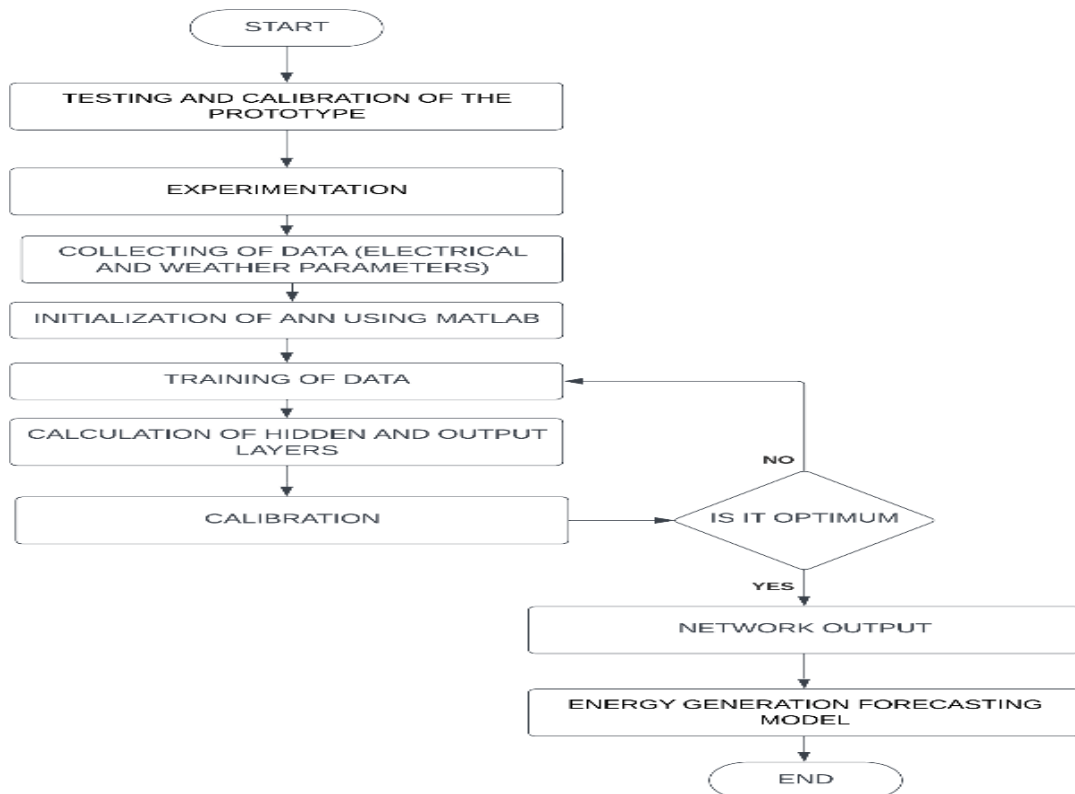 START
TESTING AND CALIBRATION OF THE
PROTOTYPE
EXPERIMENTATION
COLLECTING OF DATA (ELECTRICAL
AND WEATHER PARAMETERS)
INITIALIZATION OF ANN USING MATLAB
TRAINING OF DATA
CALCULATION OF HIDDEN AND OUTPUT
LAYERS
CALIBRATION
NO
IS IT OPTIMUM
YES
NETWORK OUTPUT
ENERGY GENERATION FORECASTING
MODEL
END